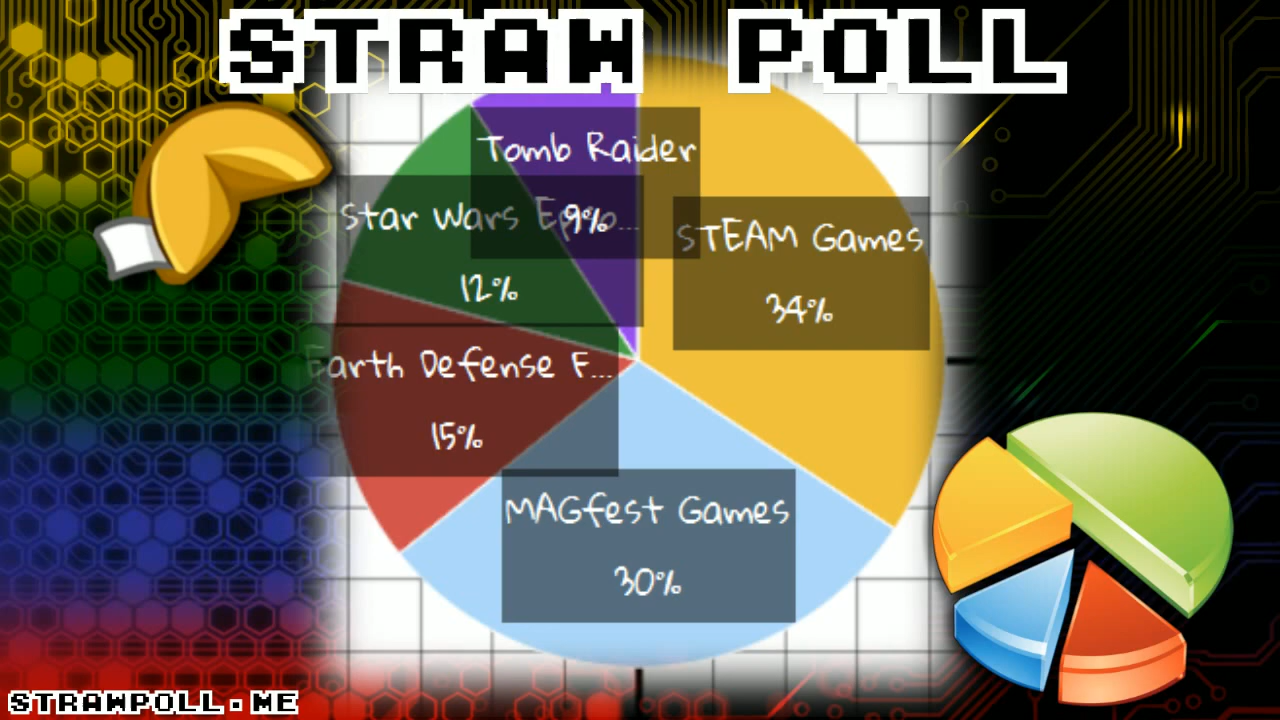 STRAW POLL
Tomb Raider
9%
Star Wars Ep
12%
STEAM Games
34%
Earth Defense F...
15%
MAGfest Games
30%
STRAWPOLL.ME